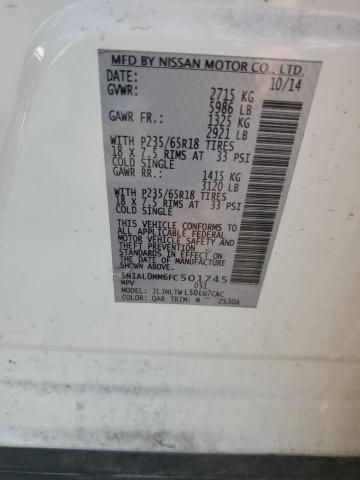 MFD BY NISSAN MOTOR CO., LTD.
DATE: 10/14
GVWR: 2715 KG
5986 LB
GAWR FR.: 1325 KG
2921 LB
WITH P235/65R18 TIRES
18 X 7.5 RIMS AT 33 PSI
COLD SINGLE
GAWR RR.: 1415 KG
3120 LB
WITH P235/65R18 TIRES
18 X 7.5 RIMS AT 33 PSI
COLD SINGLE
THIS VEHICLE CONFORMS TO
ALL APPLICABLE FEDERAL
MOTOR VEHICLE SAFETY AND
THEFT PREVENTION
STANDARDS IN EFFECT ON
THE DATE OF MANUFACTURE
SHOWN ABOVE.
5N1AL0MM6FC501745
MPV 051
MODEL: JLJNLTWL50EU7CAC
COLOR: QAB TRIM: M 2530A